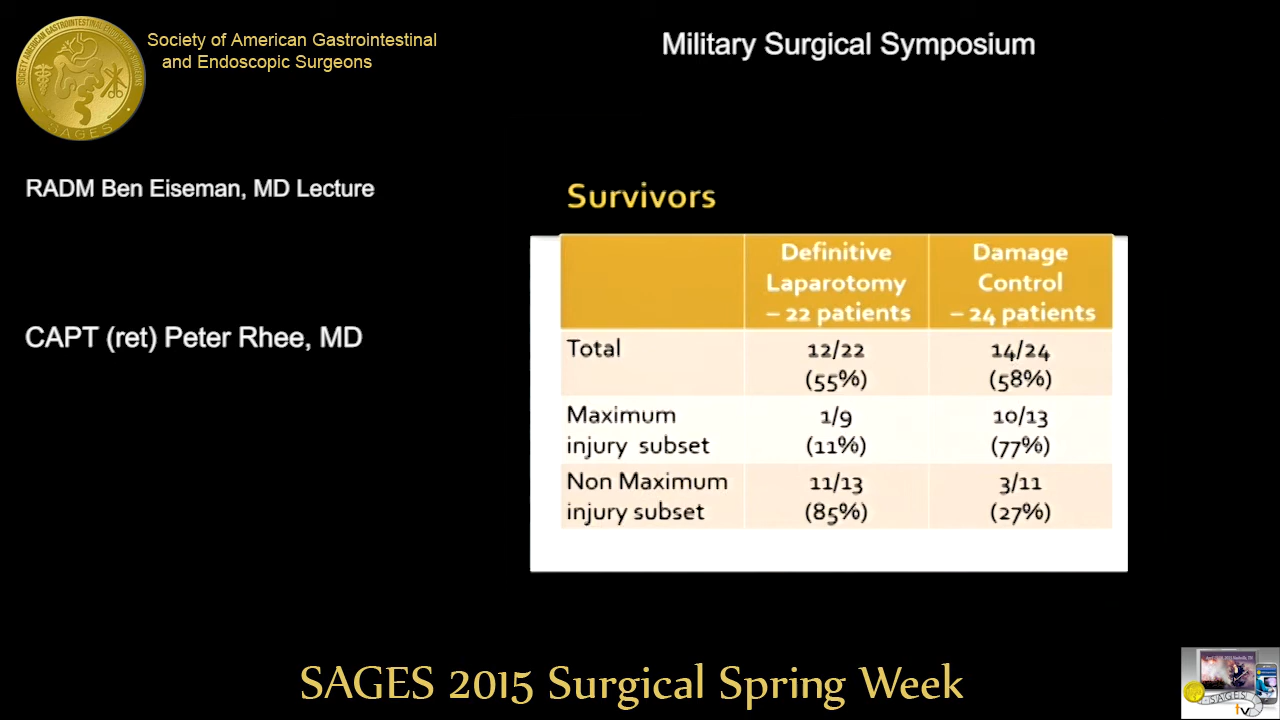 Society of American Gastrointestinal
and Endoscopic Surgeons
SAGES
Military Surgical Symposium
RADM Ben Eiseman, MD Lecture
CAPT (ret) Peter Rhee, MD
Survivors
Definitive Laparotomy – 22 patients
Damage Control – 24 patients
Total
12/22
(55%)
14/24
(58%)
Maximum
injury subset
1/9
(11%)
10/13
(77%)
Non Maximum
injury subset
11/13
(85%)
3/11
(27%)
SAGES 2015 Surgical Spring Week
SAGES
tv